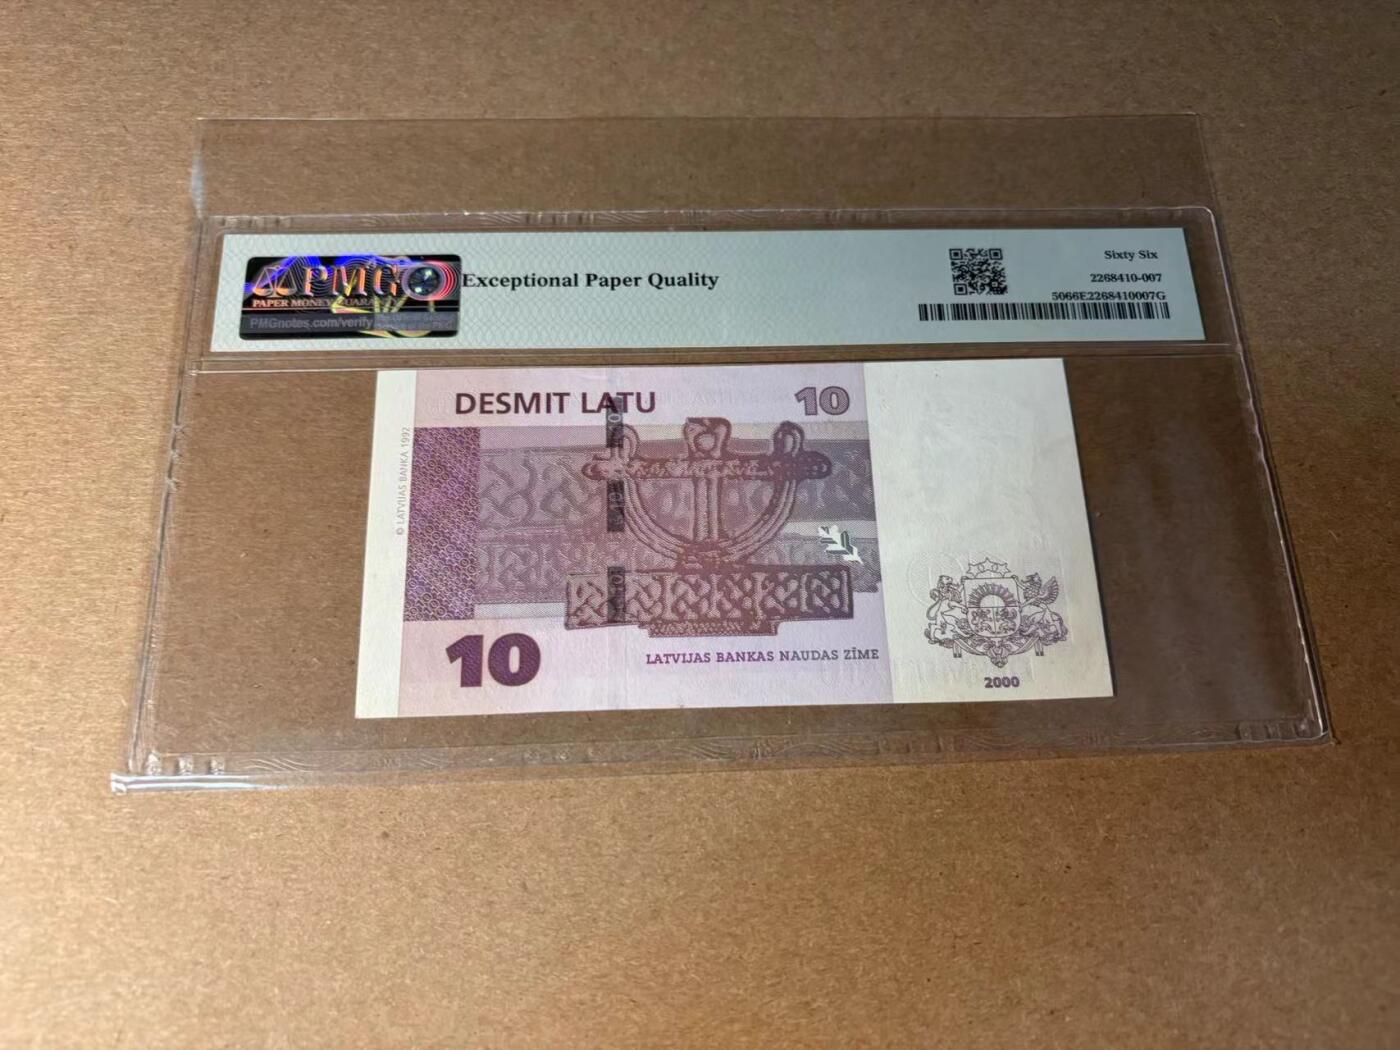 PMG
PAPER MONEY GUARANTY
PMGnotes.com/verify
Exceptional Paper Quality
Sixty Six
2268410-007
5066E2268410007G
DESMIT LATU
10
© LATVIJAS BANKA 1992
10
LATVIJAS BANKAS NAUDAS ZĪME
2000